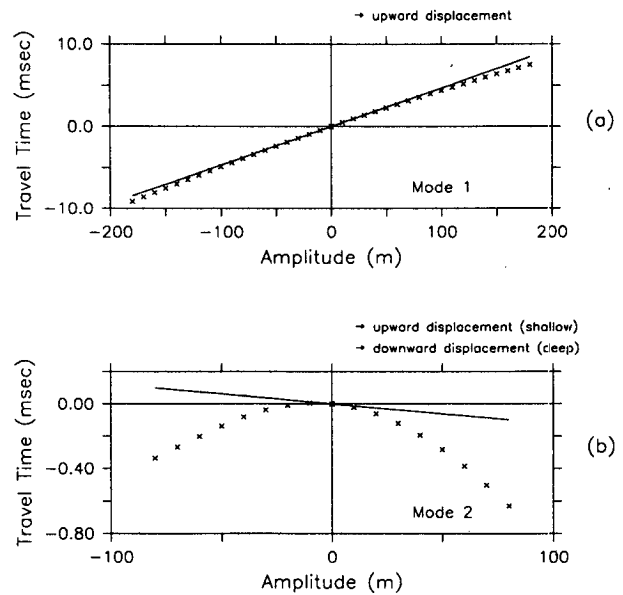 → upward displacement
10.0
0.0
-10.0
Travel Time (msec)
Mode 1
(a)
-200 -100 0 100 200
Amplitude (m)
→ upward displacement (shallow)
→ downward displacement (deep)
0.00
-0.40
-0.80
Travel Time (msec)
Mode 2
(b)
-100 0 100
Amplitude (m)